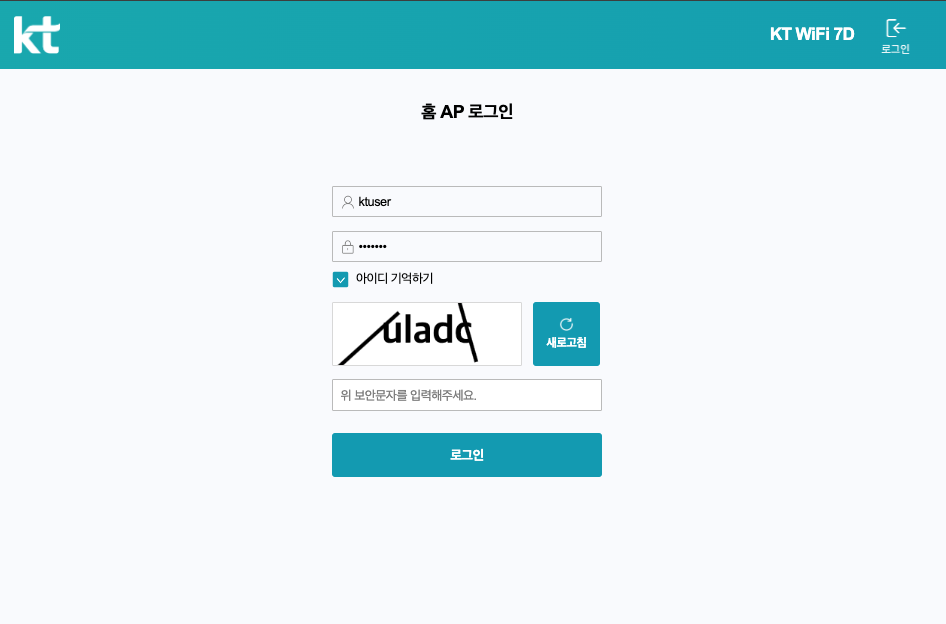 kt
KT WiFi 7D
로그인
홈 AP 로그인
ktuser
•••••••
아이디 기억하기
uladc
새로고침
위 보안문자를 입력해주세요.
로그인